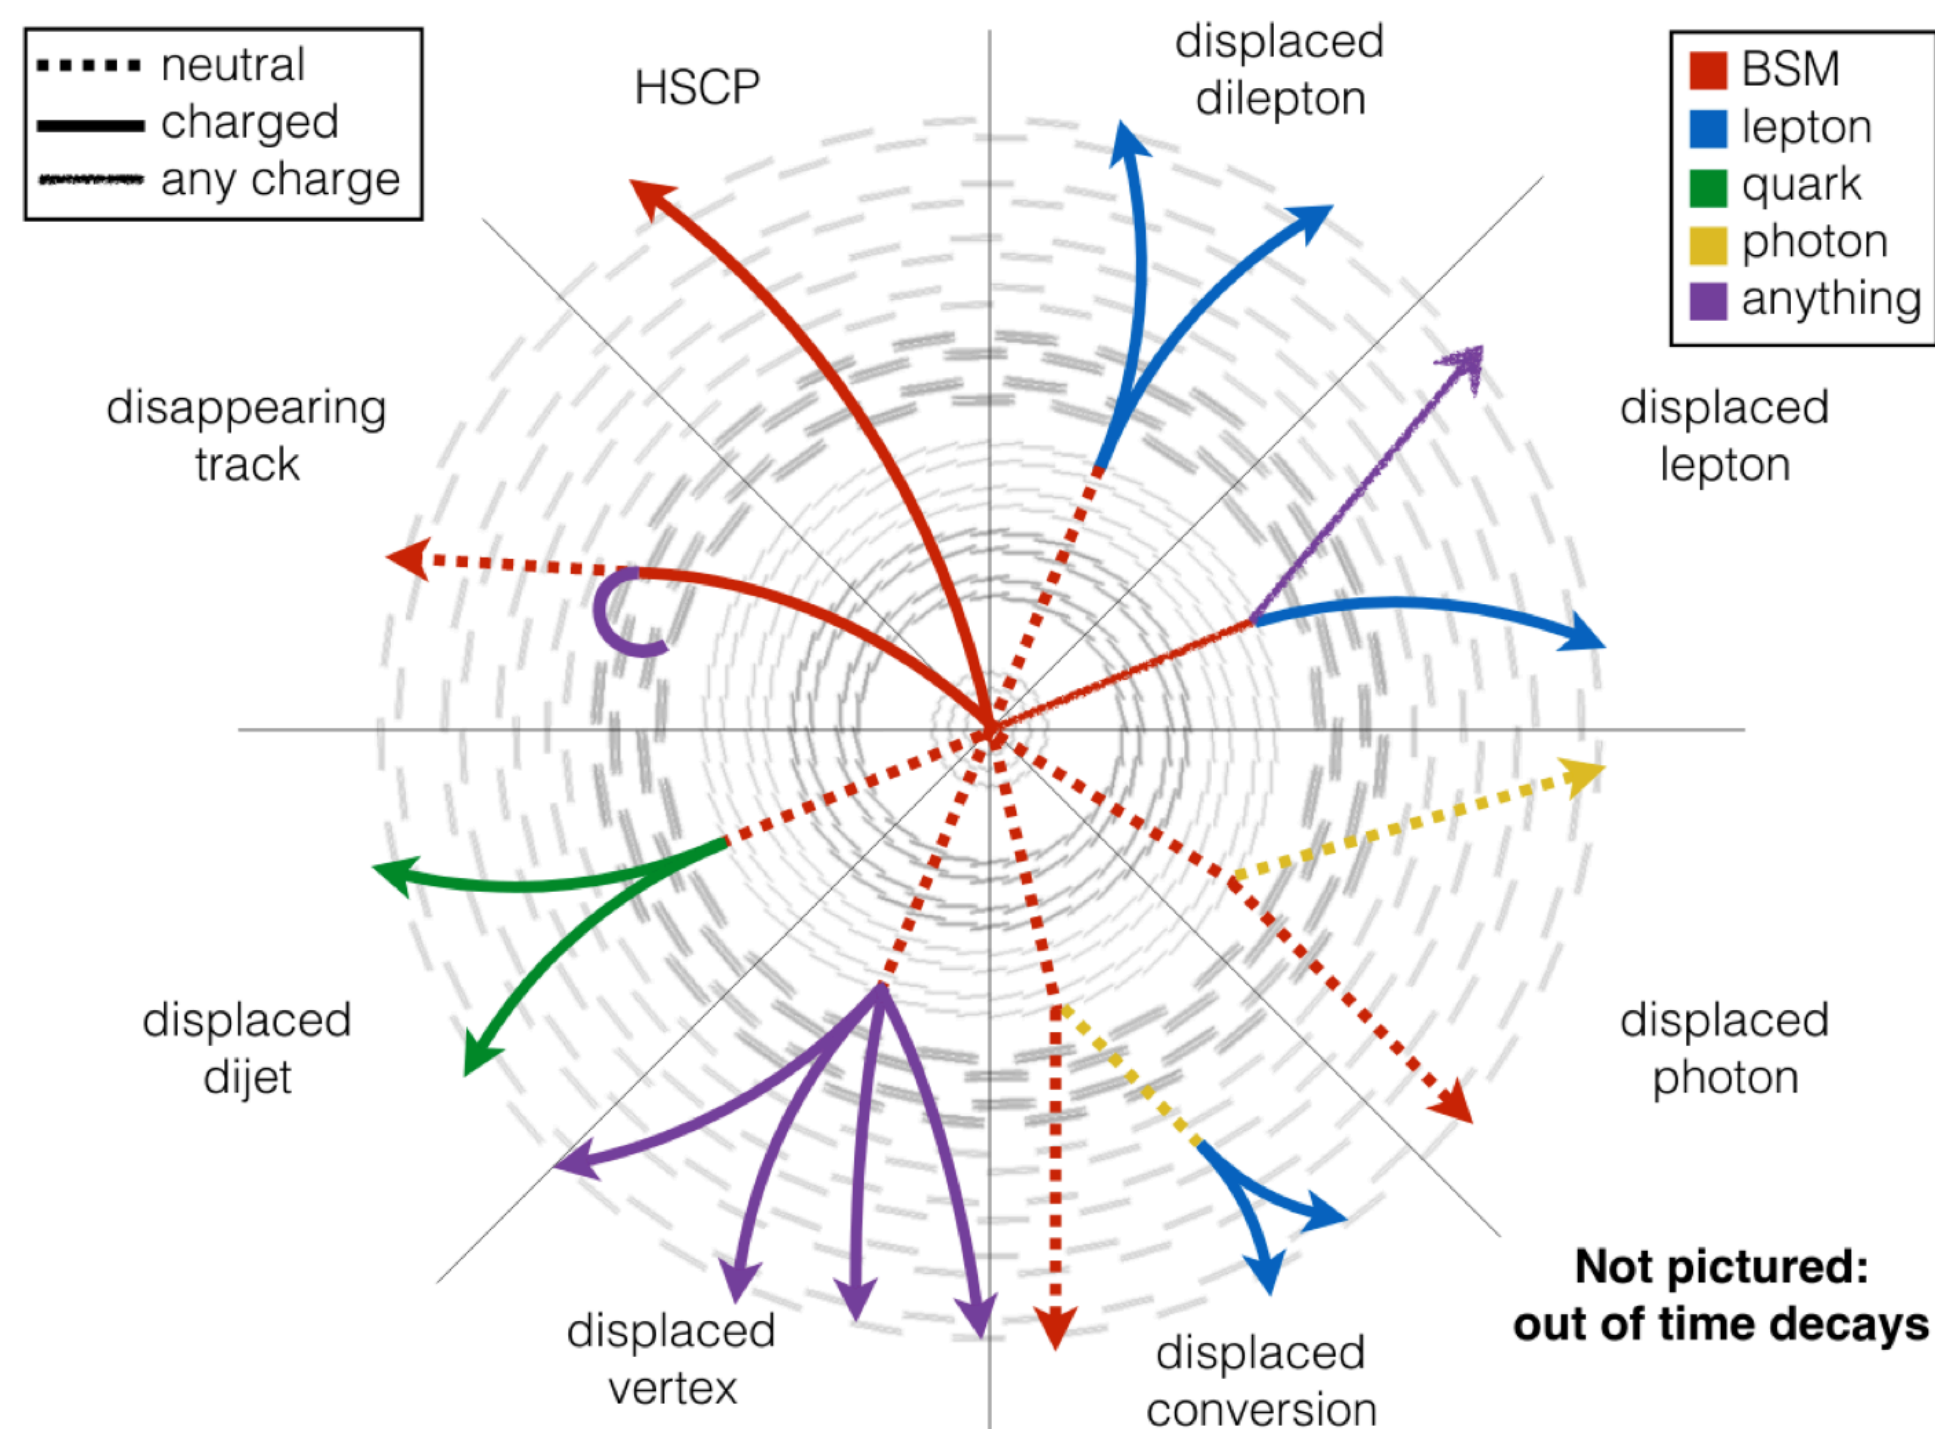 neutral
charged
any charge
HSCP
displaced
dilepton
BSM
lepton
quark
photon
anything
disappearing
track
displaced
lepton
displaced
dijet
displaced
photon
displaced
vertex
displaced
conversion
Not pictured:
out of time decays